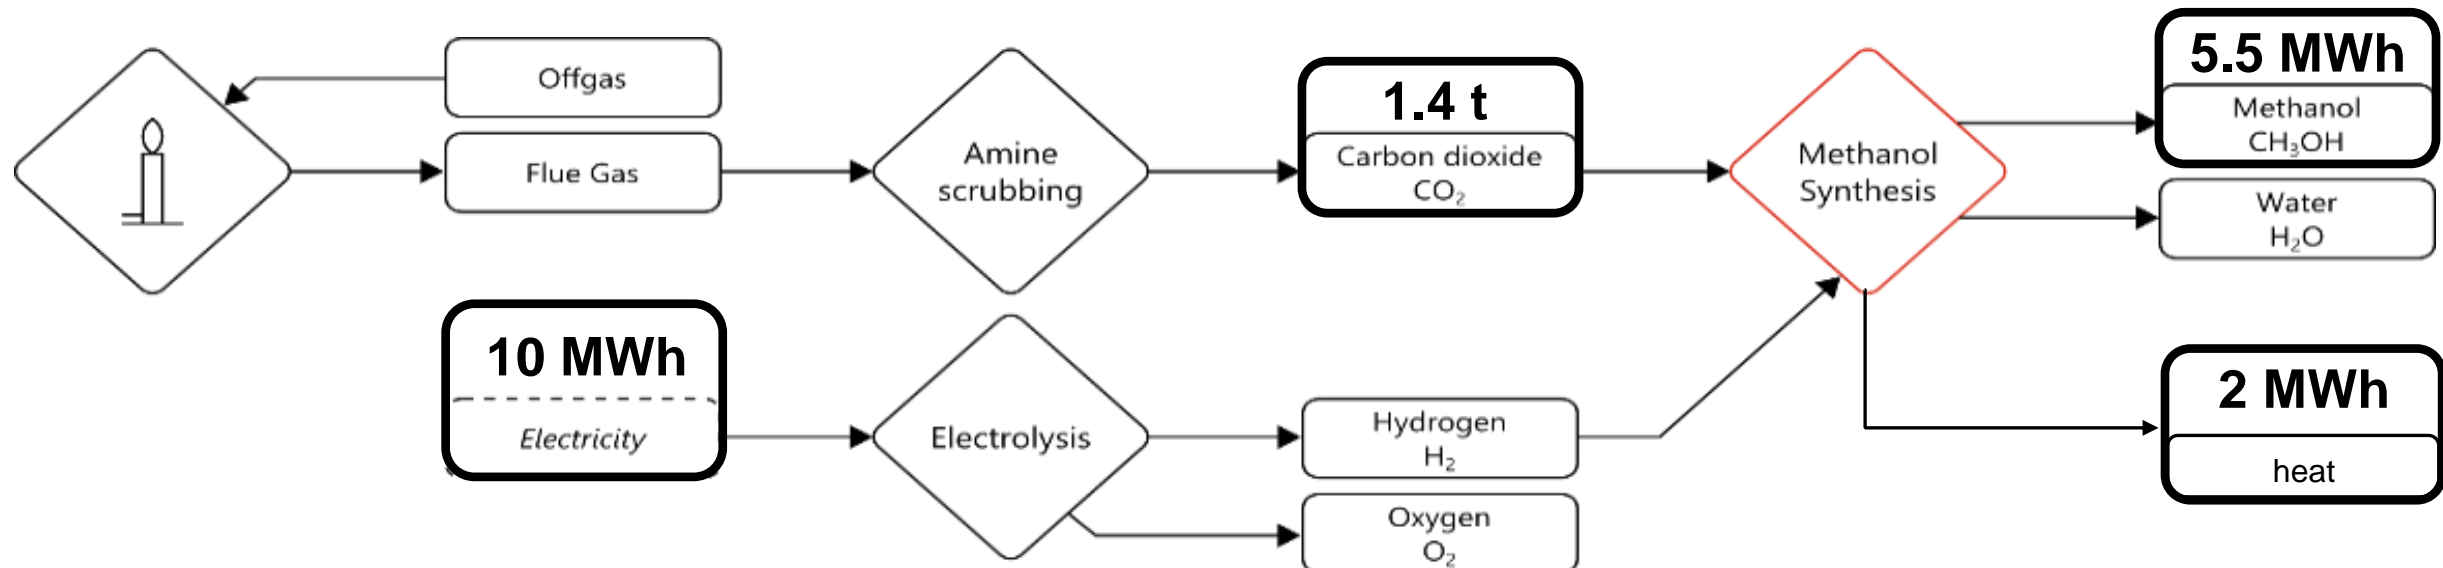 Offgas
Flue Gas
Amine
scrubbing
1.4 t
Carbon dioxide
CO₂
Methanol
Synthesis
5.5 MWh
Methanol
CH₃OH
Water
H₂O
10 MWh
Electricity
Electrolysis
Hydrogen
H₂
Oxygen
O₂
2 MWh
heat